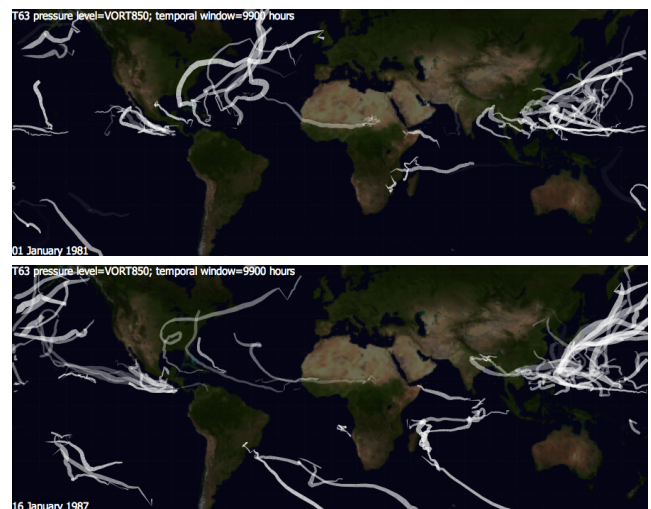 T63 pressure level=VORT850; temporal window=9900 hours
01 January 1981
T63 pressure level=VORT850; temporal window=9900 hours
16 January 1987